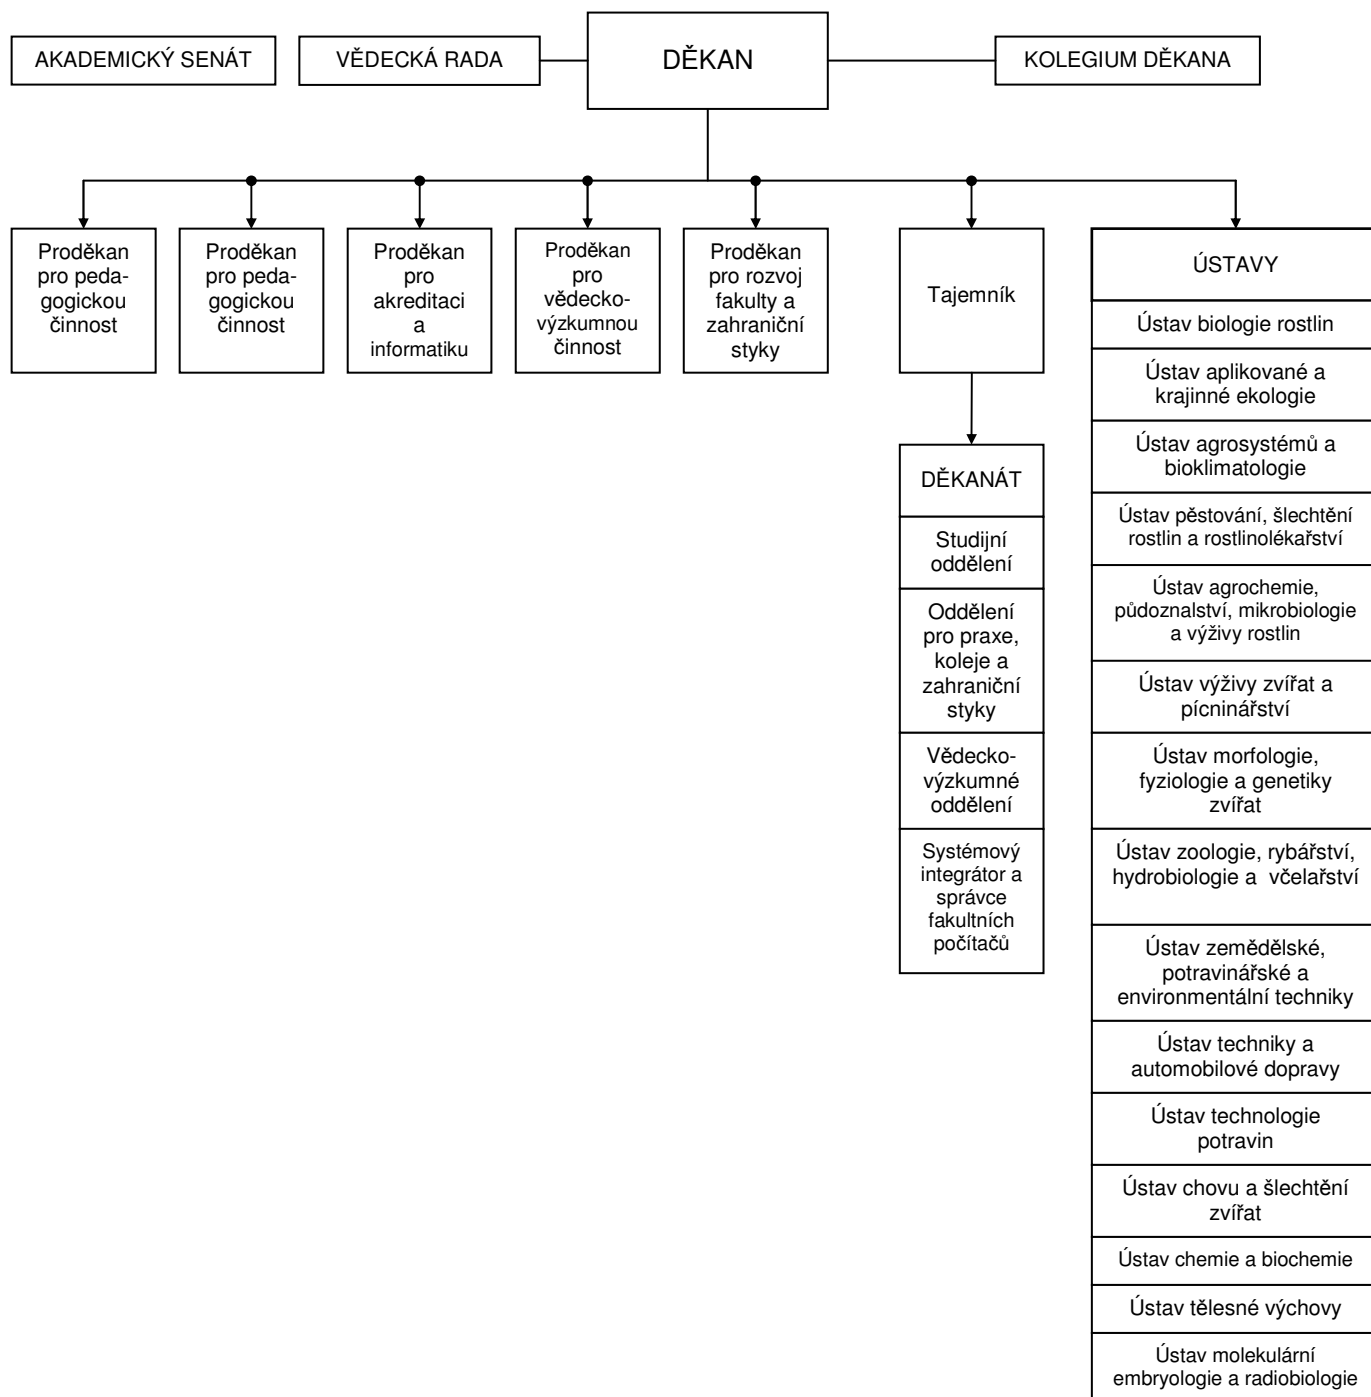 AKADEMICKÝ SENÁT
VĚDECKÁ RADA
DĚKAN
KOLEGIUM DĚKANA
Proděkan
pro peda-
gogickou
činnost
Proděkan
pro peda-
gogickou
činnost
Proděkan
pro
akreditaci
a
informatiku
Proděkan
pro
vědecko-
výzkumnou
činnost
Proděkan
pro rozvoj
fakulty a
zahraniční
styky
Tajemník
DĚKANÁT
Studijní
oddělení
Oddělení
pro praxe,
koleje a
zahraniční
styky
Vědecko-
výzkumné
oddělení
Systémový
integrátor a
správce
fakultních
počítačů
ÚSTAVY
Ústav biologie rostlin
Ústav aplikované a
krajinné ekologie
Ústav agrosystémů a
bioklimatologie
Ústav pěstování, šlechtění
rostlin a rostlinolékařství
Ústav agrochemie,
půdoznalství, mikrobiologie
a výživy rostlin
Ústav výživy zvířat a
pícninářství
Ústav morfologie,
fyziologie a genetiky
zvířat
Ústav zoologie, rybářství,
hydrobiologie a včelařství
Ústav zemědělské,
potravinářské a
environmentální techniky
Ústav techniky a
automobilové dopravy
Ústav technologie
potravin
Ústav chovu a šlechtění
zvířat
Ústav chemie a biochemie
Ústav tělesné výchovy
Ústav molekulární
embryologie a radiobiologie